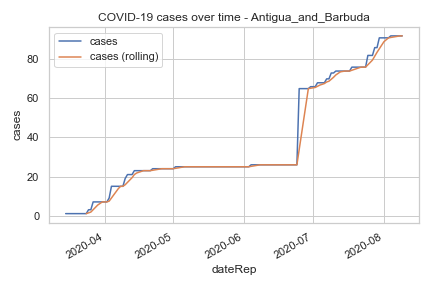 COVID-19 cases over time - Antigua_and_Barbuda
cases
cases (rolling)
80
60
40
20
0
cases
2020-04
2020-05
2020-06
2020-07
2020-08
dateRep